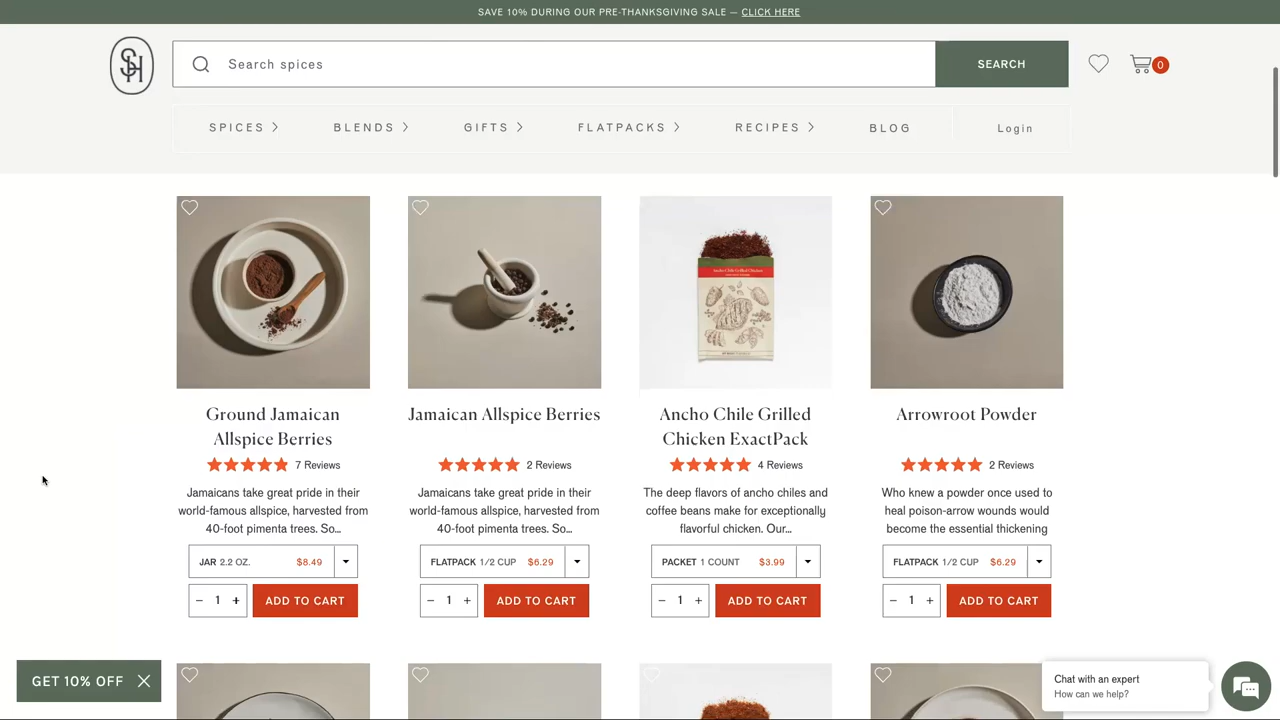 SAVE 10% DURING OUR PRE-THANKSGIVING SALE — CLICK HERE
SH
Search spices
SEARCH
0
SPICES
BLENDS
GIFTS
FLATPACKS
RECIPES
BLOG
Login
Ancho Chile Grilled Chicken
Ground Jamaican
Allspice Berries
7 Reviews
Jamaicans take great pride in their
world-famous allspice, harvested from
40-foot pimenta trees. So...
JAR 2.2 OZ. $8.49
− 1 + ADD TO CART
Jamaican Allspice Berries
2 Reviews
Jamaicans take great pride in their
world-famous allspice, harvested from
40-foot pimenta trees. So...
FLATPACK 1/2 CUP $6.29
− 1 + ADD TO CART
Ancho Chile Grilled
Chicken ExactPack
4 Reviews
The deep flavors of ancho chiles and
coffee beans make for exceptionally
flavorful chicken. Our...
PACKET 1 COUNT $3.99
− 1 + ADD TO CART
Arrowroot Powder
2 Reviews
Who knew a powder once used to
heal poison-arrow wounds would
become the essential thickening
FLATPACK 1/2 CUP $6.29
− 1 + ADD TO CART
GET 10% OFF
Chat with an expert
How can we help?